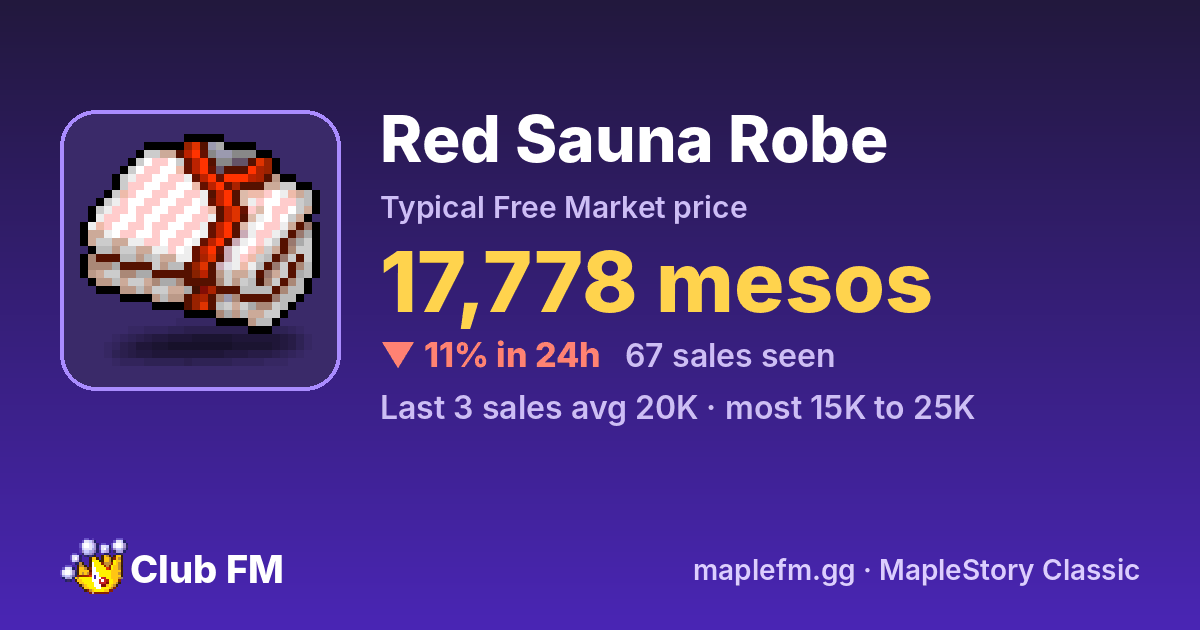 Red Sauna Robe
Typical Free Market price
17,778 mesos
▼ 11% in 24h 67 sales seen
Last 3 sales avg 20K · most 15K to 25K
Club FM
maplefm.gg · MapleStory Classic